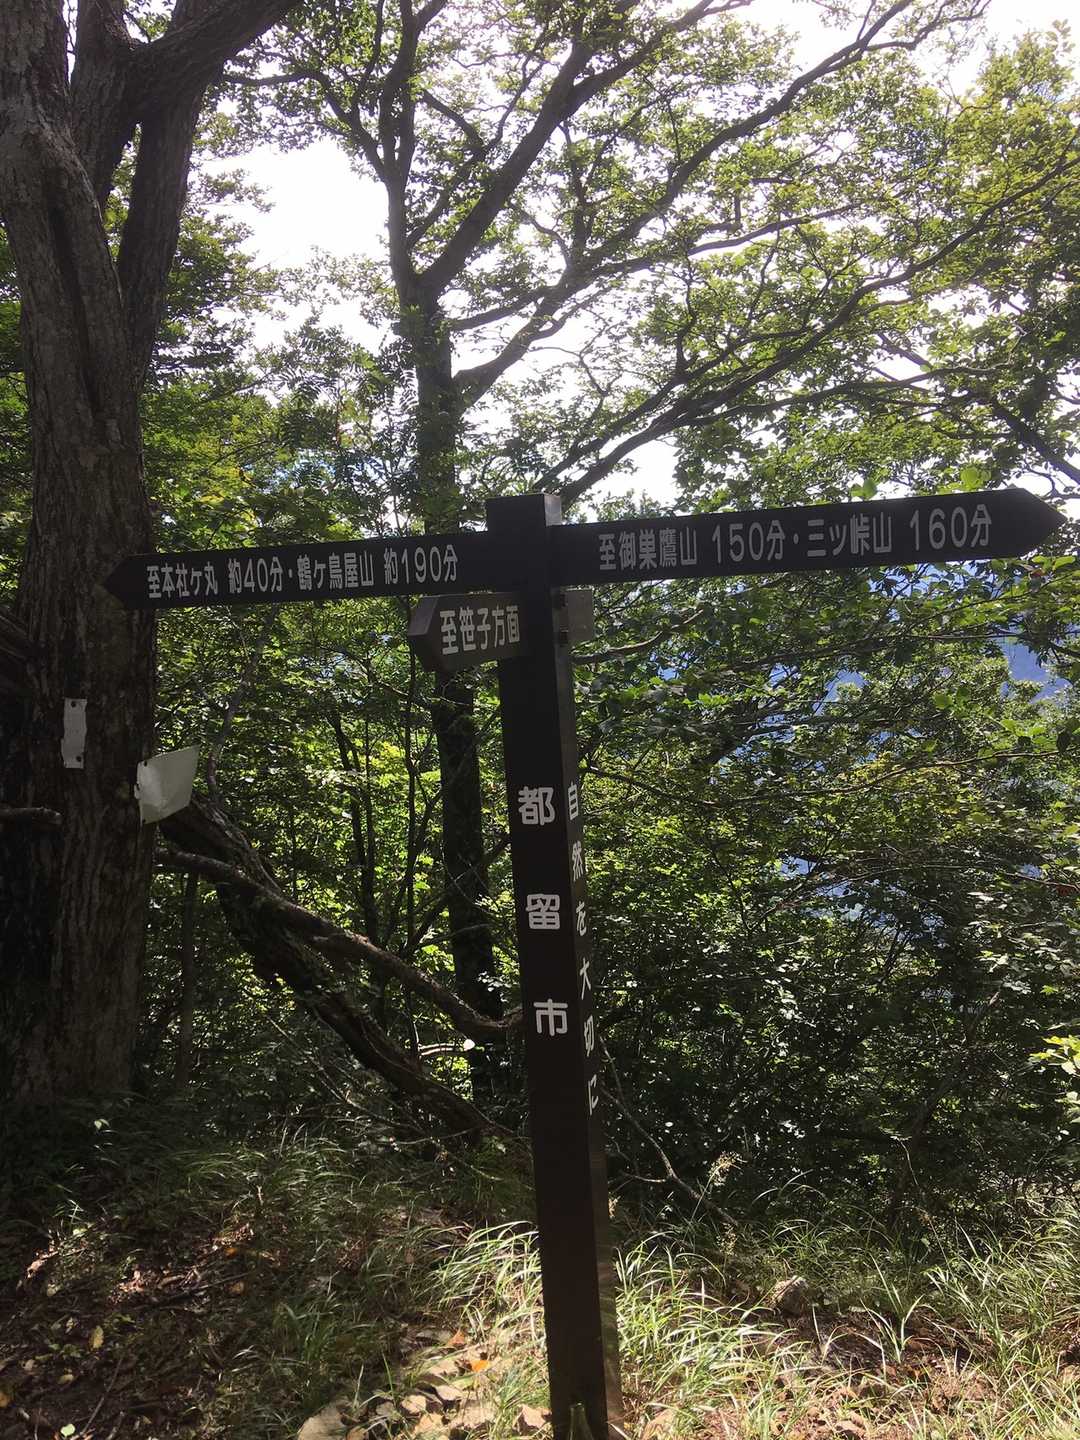 至本社ヶ丸 約40分・鶴ヶ鳥屋山 約190分
至御巣鷹山 150分・三ッ峠山 160分
至笹子方面
都留市
自然を大切に